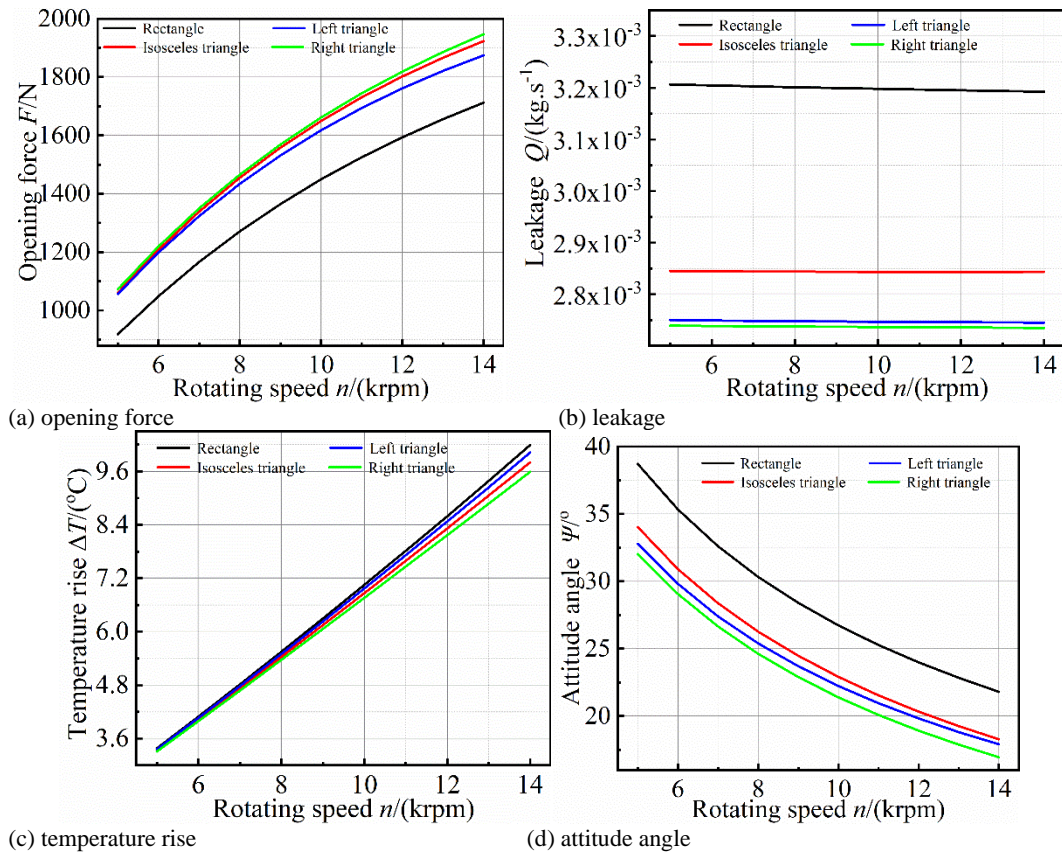 Rectangle Left triangle
Isosceles triangle Right triangle
2000
1800
1600
1400
1200
1000
Opening force F/N
6 8 10 12 14
Rotating speed n/(krpm)
(a) opening force
Rectangle Left triangle
Isosceles triangle Right triangle
3.3x10-3
3.2x10-3
3.1x10-3
3.0x10-3
2.9x10-3
2.8x10-3
Leakage Q/(kg.s-1)
6 8 10 12 14
Rotating speed n/(krpm)
(b) leakage
Rectangle Left triangle
Isosceles triangle Right triangle
9.6
8.4
7.2
6.0
4.8
3.6
Temperature rise ΔT/(ºC)
6 8 10 12 14
Rotating speed n/(krpm)
(c) temperature rise
Rectangle Left triangle
Isosceles triangle Right triangle
40
35
30
25
20
Attitude angle Ψ/º
6 8 10 12 14
Rotating speed n/(krpm)
(d) attitude angle